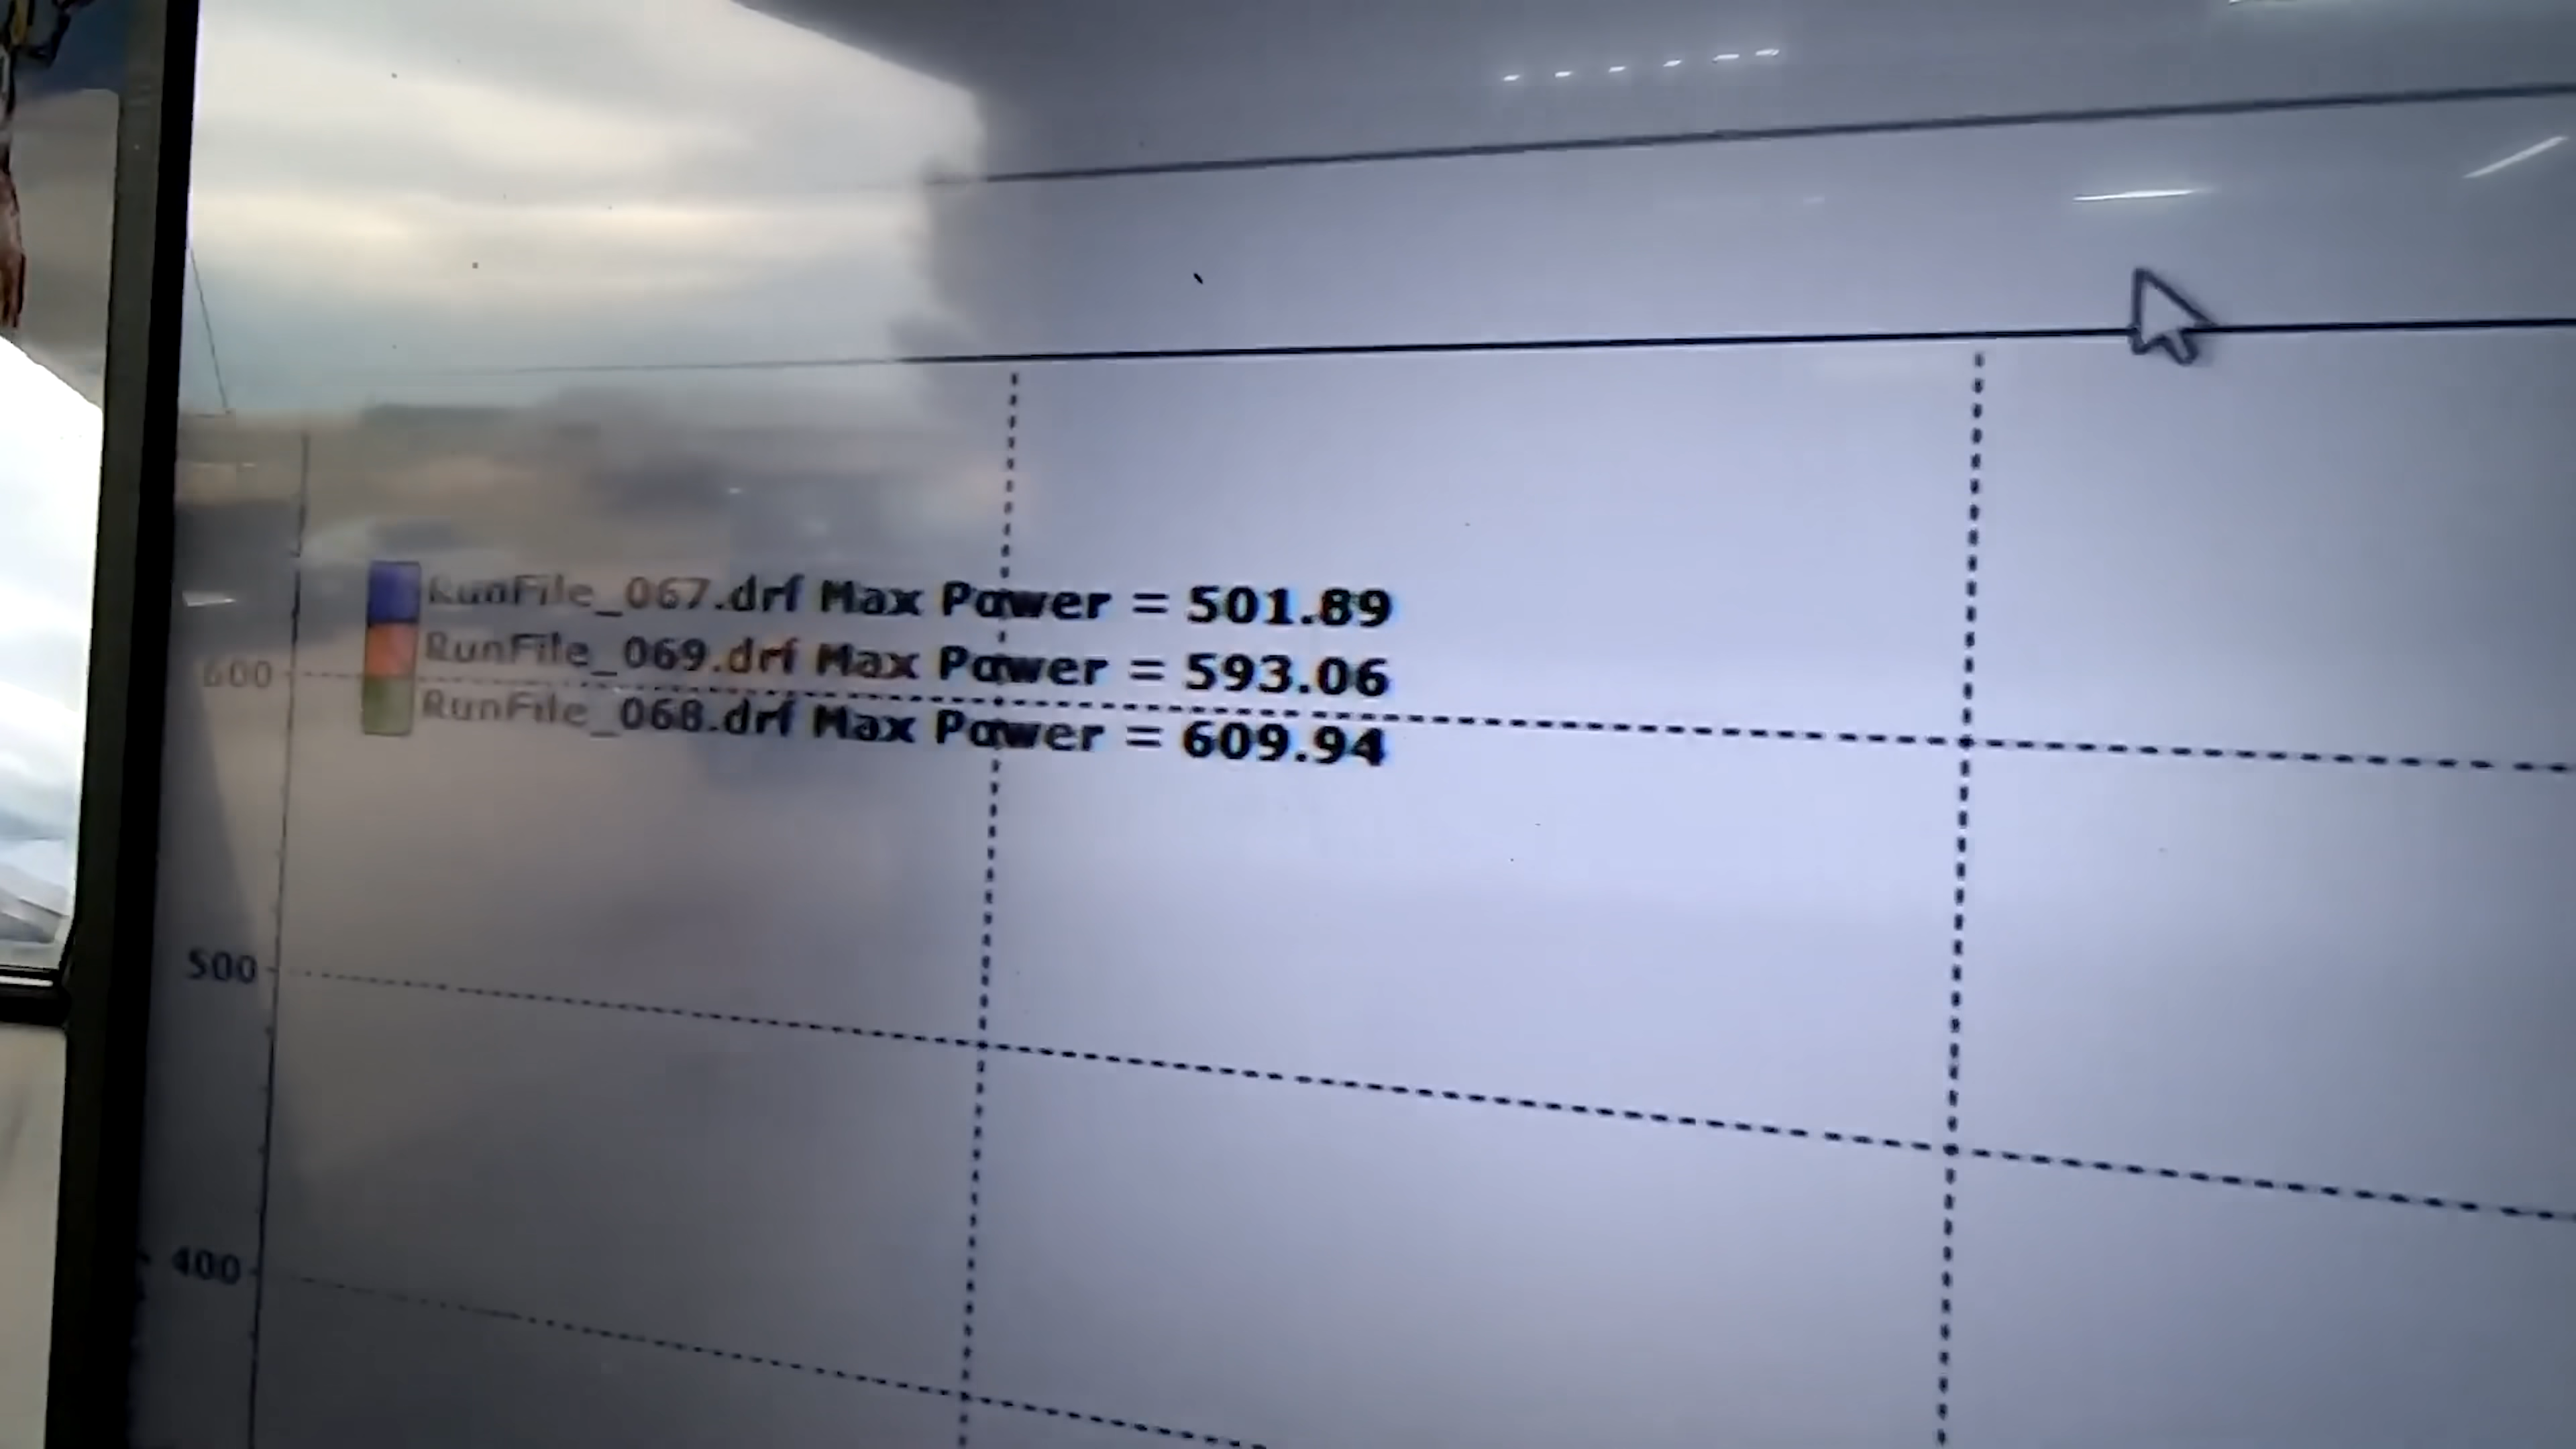 RunFile_067.drf Max Power = 501.89
RunFile_069.drf Max Power = 593.06
600
RunFile_068.drf Max Power = 609.94
500
400